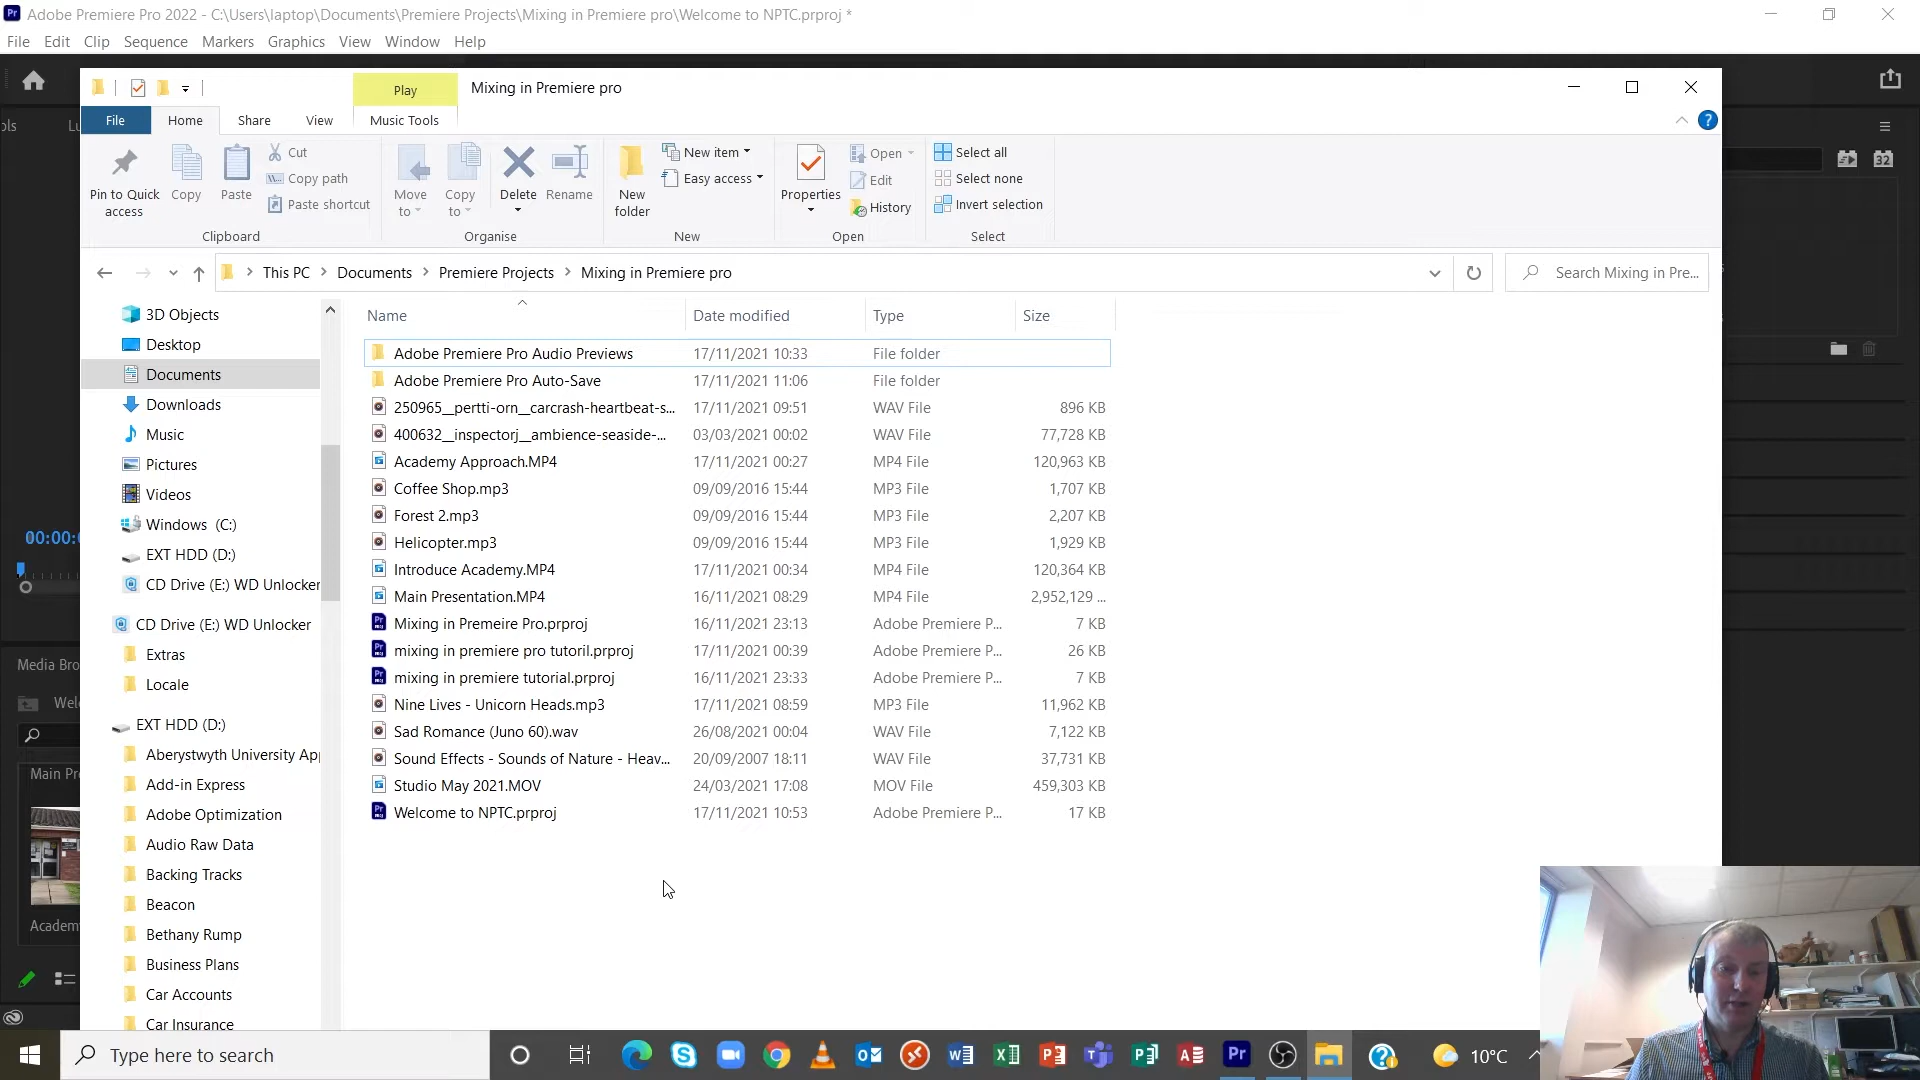 Adobe Premiere Pro 2022 - C:\Users\laptop\Documents\Premiere Projects\Mixing in Premiere pro\Welcome to NPTC.prproj *
File Edit Clip Sequence Markers Graphics View Window Help
Play Mixing in Premiere pro
File Home Share View Music Tools
Pin to Quick access
Copy
Paste
Cut
Copy path
Paste shortcut
Clipboard
Move to
Copy to
Delete
Rename
Organise
New folder
New item
Easy access
New
Properties
Open
Edit
History
Open
Select all
Select none
Invert selection
Select
32
This PC > Documents > Premiere Projects > Mixing in Premiere pro
Search Mixing in Pre...
Name Date modified Type Size
Adobe Premiere Pro Audio Previews 17/11/2021 10:33 File folder
Adobe Premiere Pro Auto-Save 17/11/2021 11:06 File folder
250965__pertti-orn__carcrash-heartbeat-s... 17/11/2021 09:51 WAV File 896 KB
400632__inspectorj__ambience-seaside-... 03/03/2021 00:02 WAV File 77,728 KB
Academy Approach.MP4 17/11/2021 00:27 MP4 File 120,963 KB
Coffee Shop.mp3 09/09/2016 15:44 MP3 File 1,707 KB
Forest 2.mp3 09/09/2016 15:44 MP3 File 2,207 KB
Helicopter.mp3 09/09/2016 15:44 MP3 File 1,929 KB
Introduce Academy.MP4 17/11/2021 00:34 MP4 File 120,364 KB
Main Presentation.MP4 16/11/2021 08:29 MP4 File 2,952,129 ...
Mixing in Premeire Pro.prproj 16/11/2021 23:13 Adobe Premiere P... 7 KB
mixing in premiere pro tutoril.prproj 17/11/2021 00:39 Adobe Premiere P... 26 KB
mixing in premiere tutorial.prproj 16/11/2021 23:33 Adobe Premiere P... 7 KB
Nine Lives - Unicorn Heads.mp3 17/11/2021 08:59 MP3 File 11,962 KB
Sad Romance (Juno 60).wav 26/08/2021 00:04 WAV File 7,122 KB
Sound Effects - Sounds of Nature - Heav... 20/09/2007 18:11 WAV File 37,731 KB
Studio May 2021.MOV 24/03/2021 17:08 MOV File 459,303 KB
Welcome to NPTC.prproj 17/11/2021 10:53 Adobe Premiere P... 17 KB
3D Objects
Desktop
Documents
Downloads
Music
Pictures
Videos
Windows (C:)
EXT HDD (D:)
CD Drive (E:) WD Unlocker
CD Drive (E:) WD Unlocker
Extras
Locale
EXT HDD (D:)
Aberystwyth University App
Add-in Express
Adobe Optimization
Audio Raw Data
Backing Tracks
Beacon
Bethany Rump
Business Plans
Car Accounts
Car Insurance
ols
Lu
00:00:
Media Bro
Welc
Main Pr
Academ
Type here to search
10°C